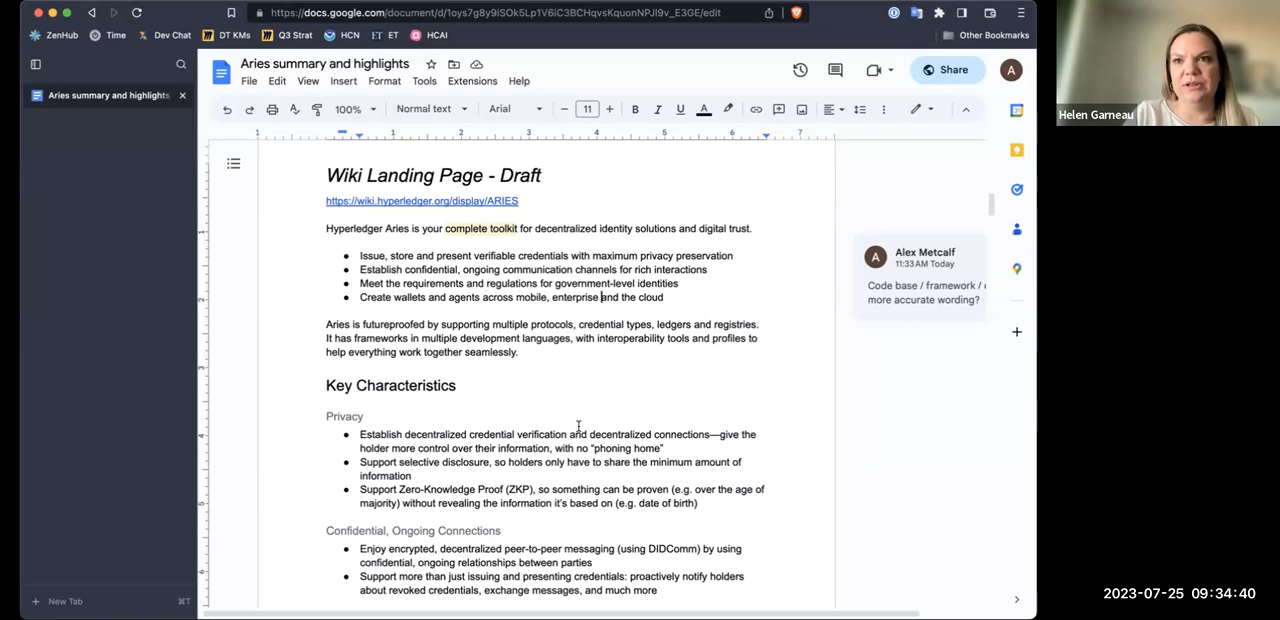 https://docs.google.com/document/d/1oys7g8y9iSOk5Lp1V6iC3BCHqvsKquonNPJl9v_E3GE/edit
ZenHub
Time
Dev Chat
DT KMs
Q3 Strat
HCN
ET ET
HCAI
Other Bookmarks
Aries summary and highlights
File Edit View Insert Format Tools Extensions Help
Share
A
Aries summary and highlights
100% Normal text Arial 11 B I U A
1 1 2 3 4 5 6 7
Wiki Landing Page - Draft
https://wiki.hyperledger.org/display/ARIES
Hyperledger Aries is your complete toolkit for decentralized identity solutions and digital trust.
● Issue, store and present verifiable credentials with maximum privacy preservation
● Establish confidential, ongoing communication channels for rich interactions
● Meet the requirements and regulations for government-level identities
● Create wallets and agents across mobile, enterprise and the cloud
Aries is futureproofed by supporting multiple protocols, credential types, ledgers and registries.
It has frameworks in multiple development languages, with interoperability tools and profiles to
help everything work together seamlessly.
Key Characteristics
Privacy
● Establish decentralized credential verification and decentralized connections—give the
holder more control over their information, with no “phoning home”
● Support selective disclosure, so holders only have to share the minimum amount of
information
● Support Zero-Knowledge Proof (ZKP), so something can be proven (e.g. over the age of
majority) without revealing the information it’s based on (e.g. date of birth)
Confidential, Ongoing Connections
● Enjoy encrypted, decentralized peer-to-peer messaging (using DIDComm) by using
confidential, ongoing relationships between parties
● Support more than just issuing and presenting credentials: proactively notify holders
about revoked credentials, exchange messages, and much more
A
Alex Metcalf
11:33 AM Today
Code base / framework /
more accurate wording?
New Tab
⌘T
Helen Garneau
2023-07-25 09:34:40